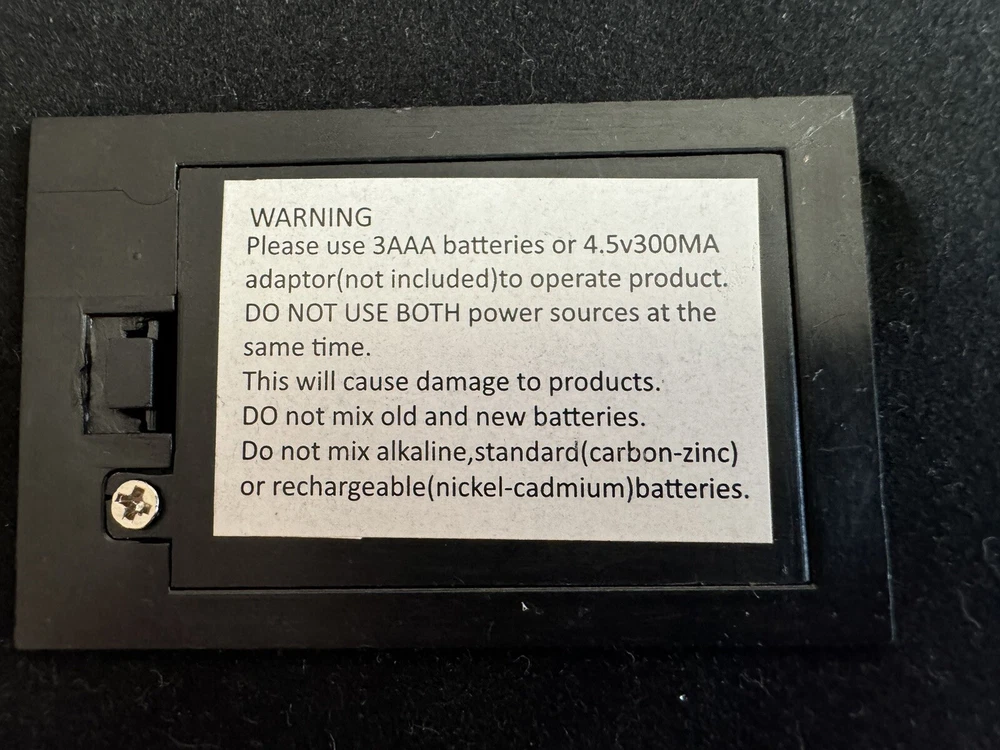 WARNING
Please use 3AAA batteries or 4.5v300MA
adaptor(not included)to operate product.
DO NOT USE BOTH power sources at the
same time.
This will cause damage to products.
DO not mix old and new batteries.
Do not mix alkaline,standard(carbon-zinc)
or rechargeable(nickel-cadmium)batteries.